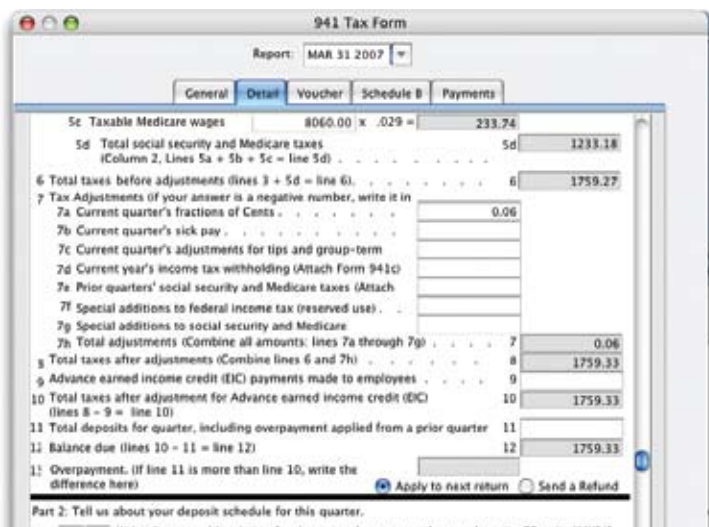 941 Tax Form
Report: MAR 31 2007
General Detail Voucher Schedule B Payments
5c Taxable Medicare wages 8060.00 x .029 = 233.74
5d Total social security and Medicare taxes 5d 1233.18
(Column 2, Lines 5a + 5b + 5c = line 5d) . . . . . . . . .
6 Total taxes before adjustments (lines 3 + 5d = line 6). . . . . . . 6 1759.27
7 Tax Adjustments (if your answer is a negative number, write it in
7a Current quarter's fractions of Cents . . . . . . . 0.06
7b Current quarter's sick pay . . . . . . . . . .
7c Current quarter's adjustments for tips and group-term
7d Current year's income tax withholding (Attach Form 941c)
7e Prior quarters' social security and Medicare taxes (Attach
7f Special additions to federal income tax (reserved use) . .
7g Special additions to social security and Medicare
7h Total adjustments (Combine all amounts: lines 7a through 7g) . . . . 7 0.06
8 Total taxes after adjustments (Combine lines 6 and 7h) . . . . . . 8 1759.33
9 Advance earned income credit (EIC) payments made to employees . . . . 9
10 Total taxes after adjustment for Advance earned income credit (EIC) 10 1759.33
(lines 8 - 9 = line 10)
11 Total deposits for quarter, including overpayment applied from a prior quarter 11
12 Balance due (lines 10 - 11 = line 12) 12 1759.33
Overpayment. (If line 11 is more than line 10, write the
difference here) Apply to next return Send a Refund
Part 2: Tell us about your deposit schedule for this quarter.